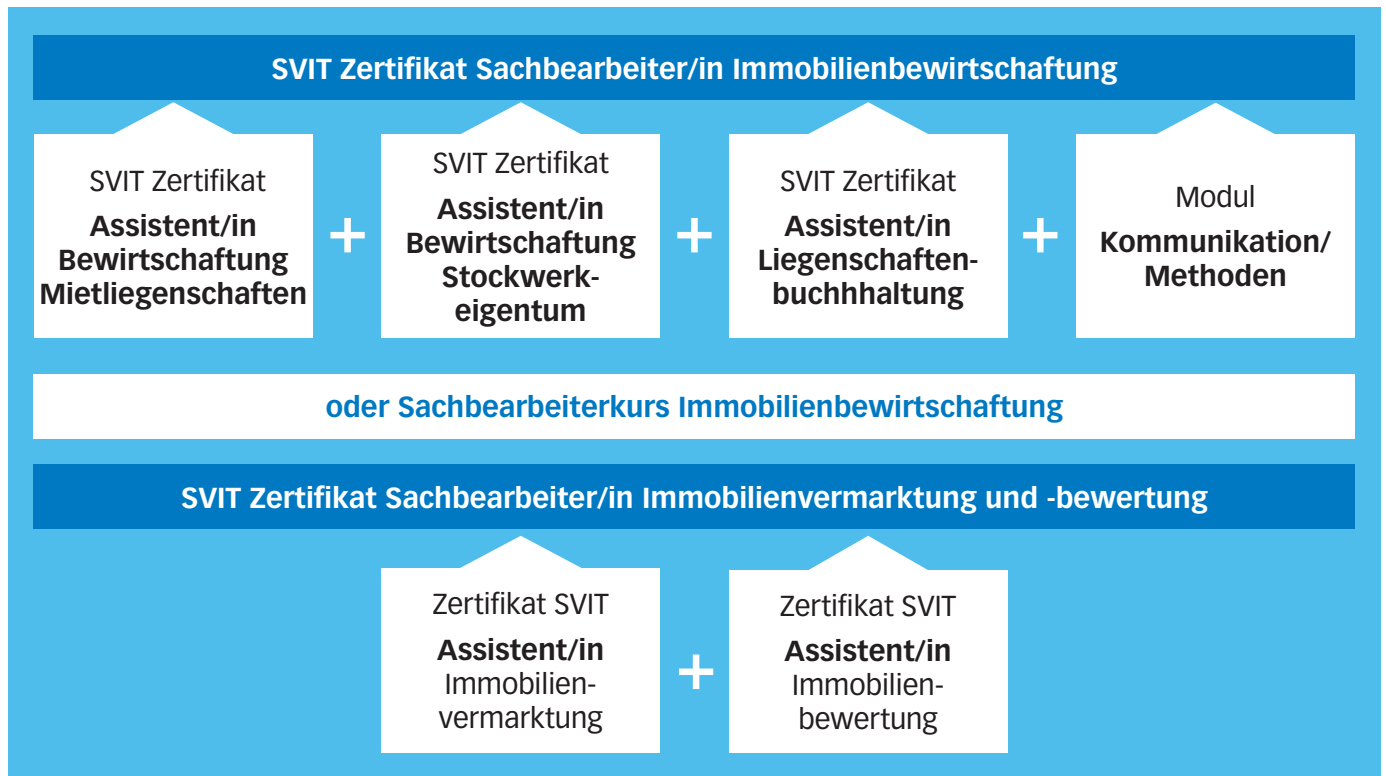 SVIT Zertifikat Sachbearbeiter/in Immobilienbewirtschaftung
SVIT Zertifikat
Assistent/in
Bewirtschaftung
Mietliegenschaften
+
SVIT Zertifikat
Assistent/in
Bewirtschaftung
Stockwerk-
eigentum
+
SVIT Zertifikat
Assistent/in
Liegenschaften-
buchhhaltung
+
Modul
Kommunikation/
Methoden
oder Sachbearbeiterkurs Immobilienbewirtschaftung
SVIT Zertifikat Sachbearbeiter/in Immobilienvermarktung und -bewertung
Zertifikat SVIT
Assistent/in
Immobilien-
vermarktung
+
Zertifikat SVIT
Assistent/in
Immobilien-
bewertung